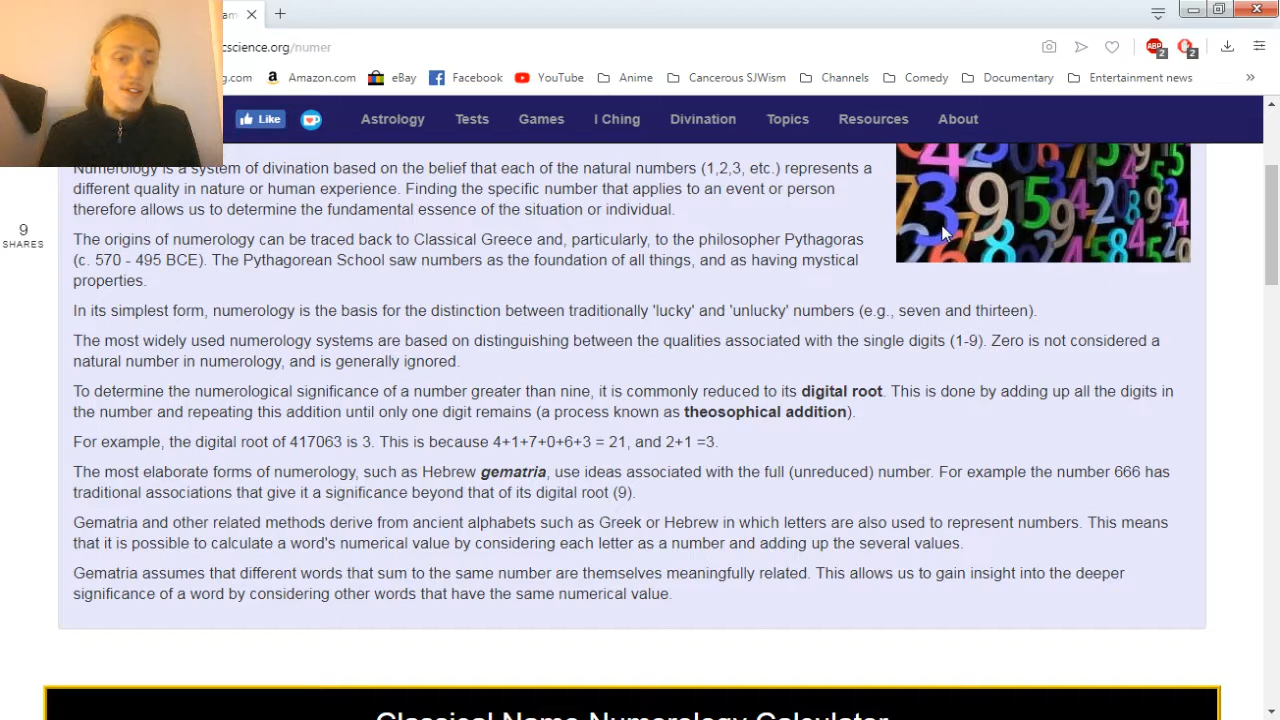 cscience.org/numer
ABP
2
2
g.com
Amazon.com
eBay
Facebook
YouTube
Anime
Cancerous SJWism
Channels
Comedy
Documentary
Entertainment news
Like
Astrology
Tests
Games
I Ching
Divination
Topics
Resources
About
9
SHARES
Numerology is a system of divination based on the belief that each of the natural numbers (1,2,3, etc.) represents a
different quality in nature or human experience. Finding the specific number that applies to an event or person
therefore allows us to determine the fundamental essence of the situation or individual.
The origins of numerology can be traced back to Classical Greece and, particularly, to the philosopher Pythagoras
(c. 570 - 495 BCE). The Pythagorean School saw numbers as the foundation of all things, and as having mystical
properties.
In its simplest form, numerology is the basis for the distinction between traditionally 'lucky' and 'unlucky' numbers (e.g., seven and thirteen).
The most widely used numerology systems are based on distinguishing between the qualities associated with the single digits (1-9). Zero is not considered a
natural number in numerology, and is generally ignored.
To determine the numerological significance of a number greater than nine, it is commonly reduced to its digital root. This is done by adding up all the digits in
the number and repeating this addition until only one digit remains (a process known as theosophical addition).
For example, the digital root of 417063 is 3. This is because 4+1+7+0+6+3 = 21, and 2+1 =3.
The most elaborate forms of numerology, such as Hebrew gematria, use ideas associated with the full (unreduced) number. For example the number 666 has
traditional associations that give it a significance beyond that of its digital root (9).
Gematria and other related methods derive from ancient alphabets such as Greek or Hebrew in which letters are also used to represent numbers. This means
that it is possible to calculate a word's numerical value by considering each letter as a number and adding up the several values.
Gematria assumes that different words that sum to the same number are themselves meaningfully related. This allows us to gain insight into the deeper
significance of a word by considering other words that have the same numerical value.
Classical Name Numerology Calculator